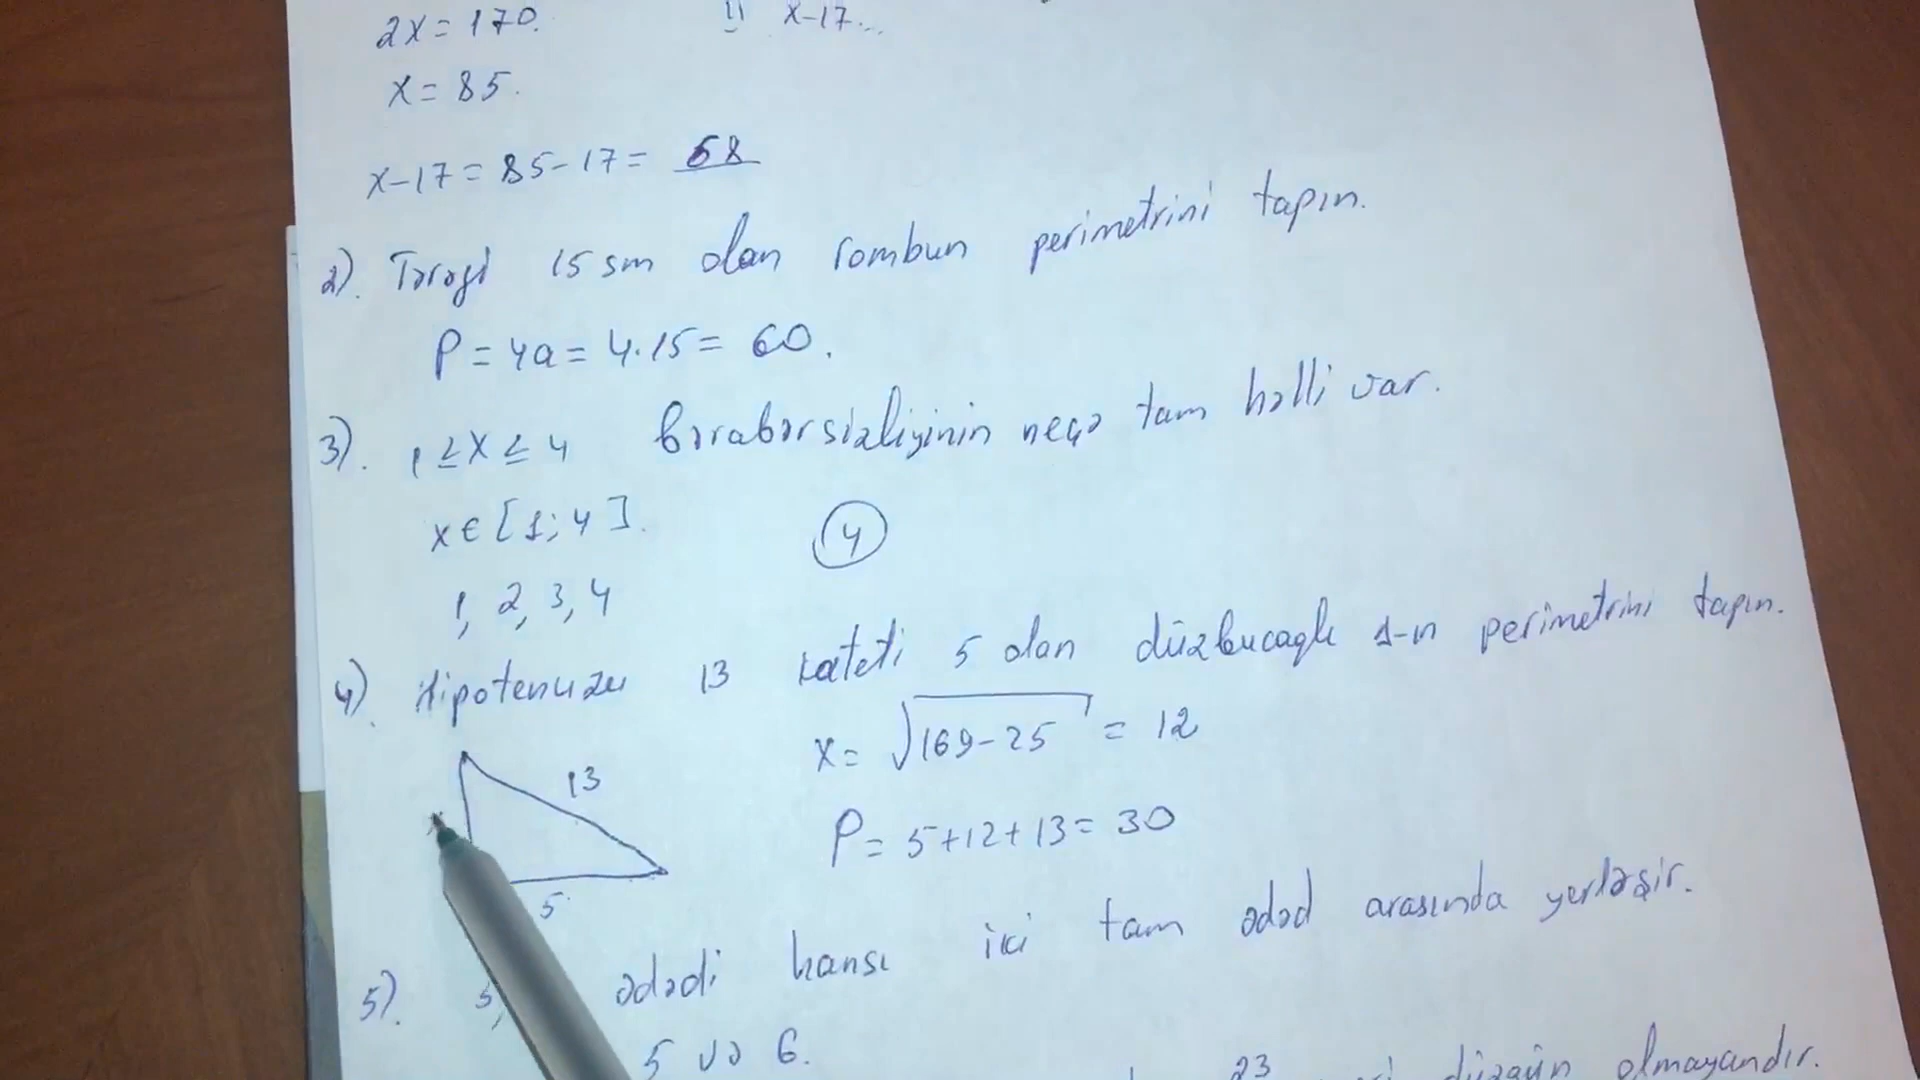 2x = 170.
x-17...
x = 85.
x-17 = 85-17 = 68
2). Tərəfi 15 sm olan rombun perimetrini tapın.
P = 4a = 4·15 = 60.
3). 1 ≤ x ≤ 4 bərabərsizliyinin neçə tam həlli var.
x ∈ [1; 4].
4
1, 2, 3, 4
4). Hipotenuzu 13 kateti 5 olan düzbucaqlı Δ-ın perimetrini tapın.
13
x = √169-25 = 12
x
P = 5+12+13 = 30
5
5). 5, ədədi hansı iki tam ədəd arasında yerləşir.
5 və 6.
23 düzgün olmayandır.